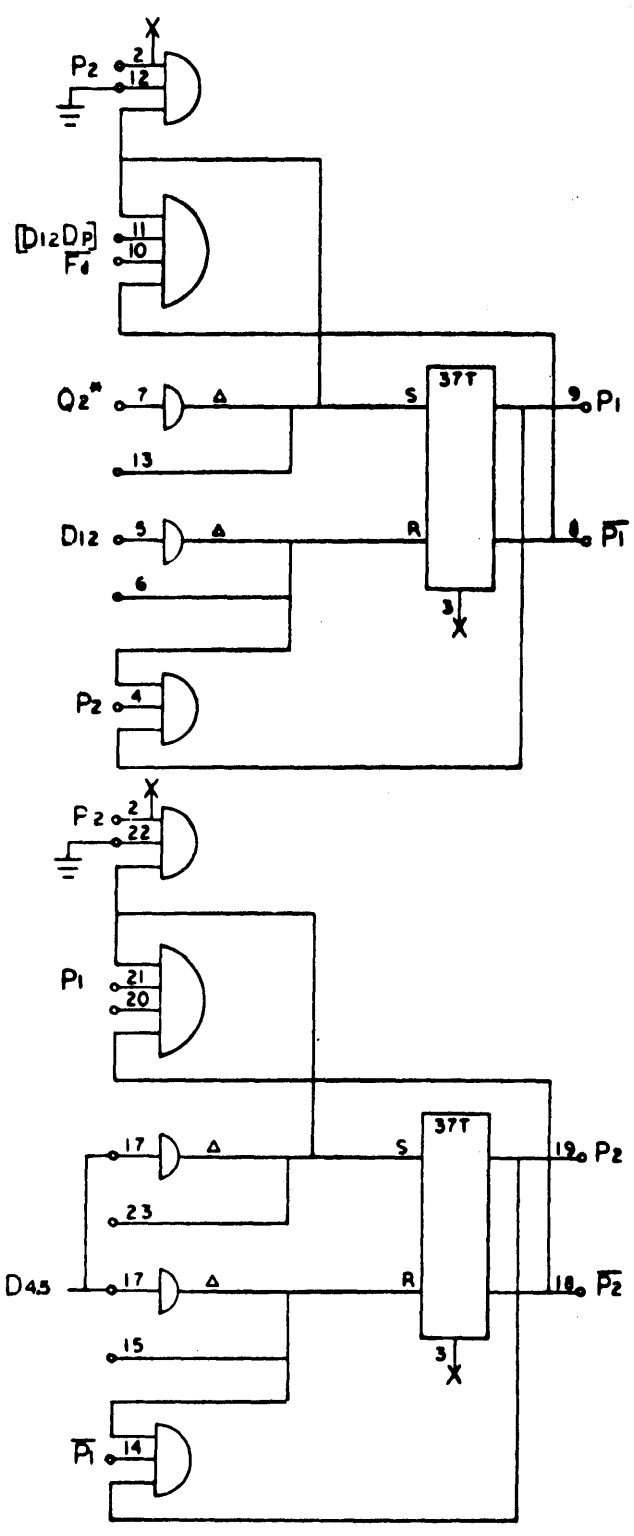 X
P2 2
12
[D12 DP] 11
F̅d̅ 10
37T
Q2* 7 Δ S 9 P1
13
D12 5 Δ R 8 P̅1̅
6
3
X
P2 4
X
P2 2
22
P1 21
20
37T
17 Δ S 19 P2
23
D4,5 17 Δ R 18 P̅2̅
15
3
X
P̅1̅ 14